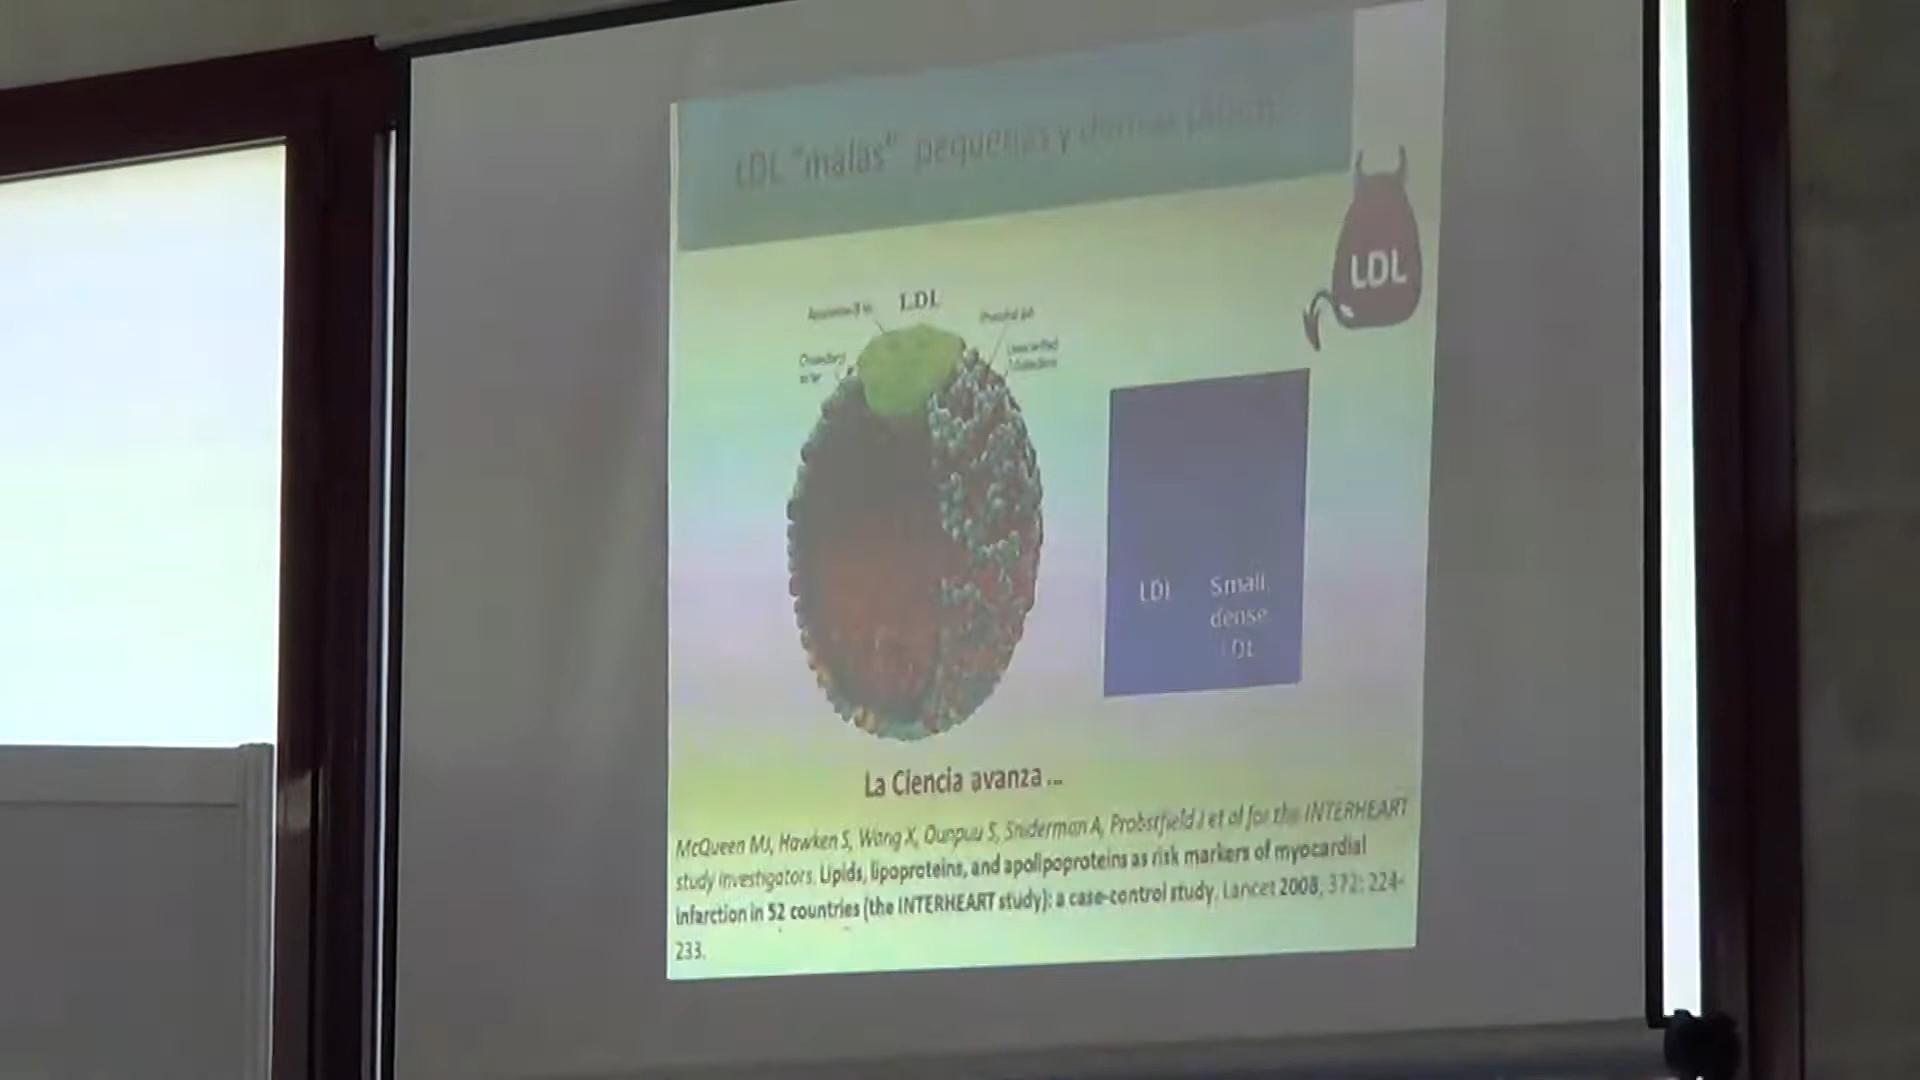 LDL "malas" pequeñas y densas
LDL
LDL
LDL Small
dense
LDL
La Ciencia avanza...
McQueen MJ, Hawken S, Wang X, Ounpuu S, Sniderman A, Probstfield J et al for the INTERHEART
study investigators. Lipids, lipoproteins, and apolipoproteins as risk markers of myocardial
infarction in 52 countries (the INTERHEART study): a case-control study. Lancet 2008, 372: 224-
233.